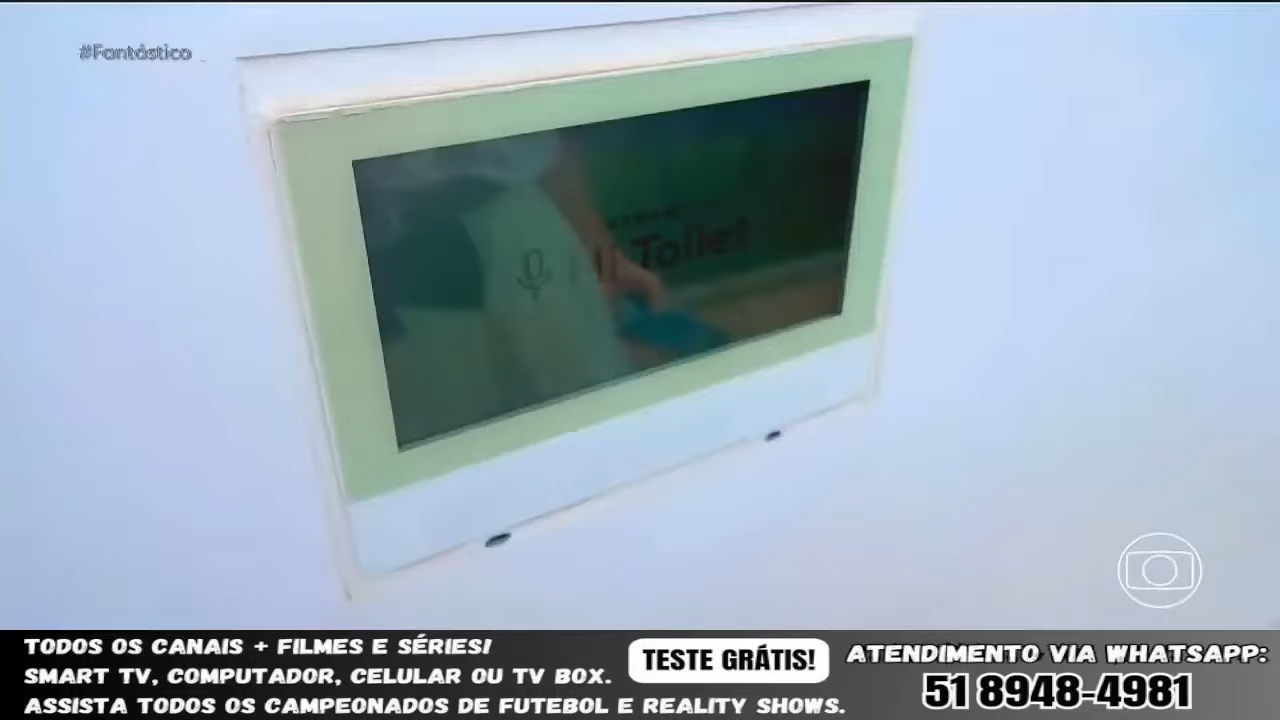 #Fantástico
Hi Toilet
TODOS OS CANAIS + FILMES E SÉRIES!
SMART TV, COMPUTADOR, CELULAR OU TV BOX.
ASSISTA TODOS OS CAMPEONADOS DE FUTEBOL E REALITY SHOWS.
TESTE GRÁTIS!
ATENDIMENTO VIA WHATSAPP:
51 8948-4981